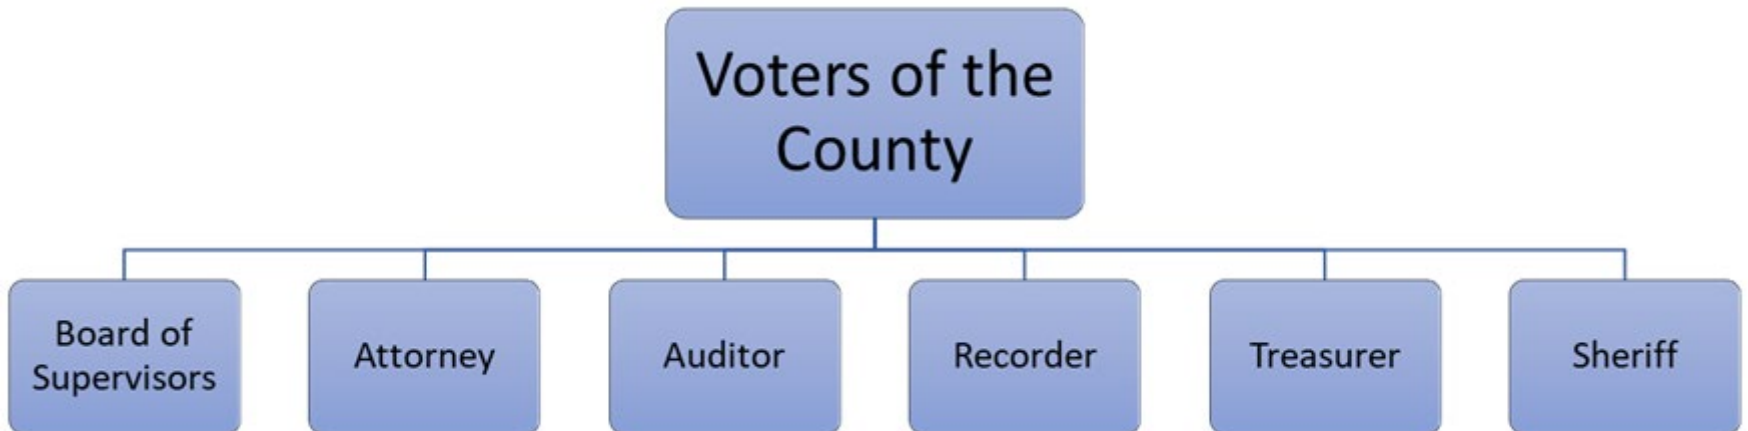 Voters of the
County
Board of
Supervisors
Attorney
Auditor
Recorder
Treasurer
Sheriff